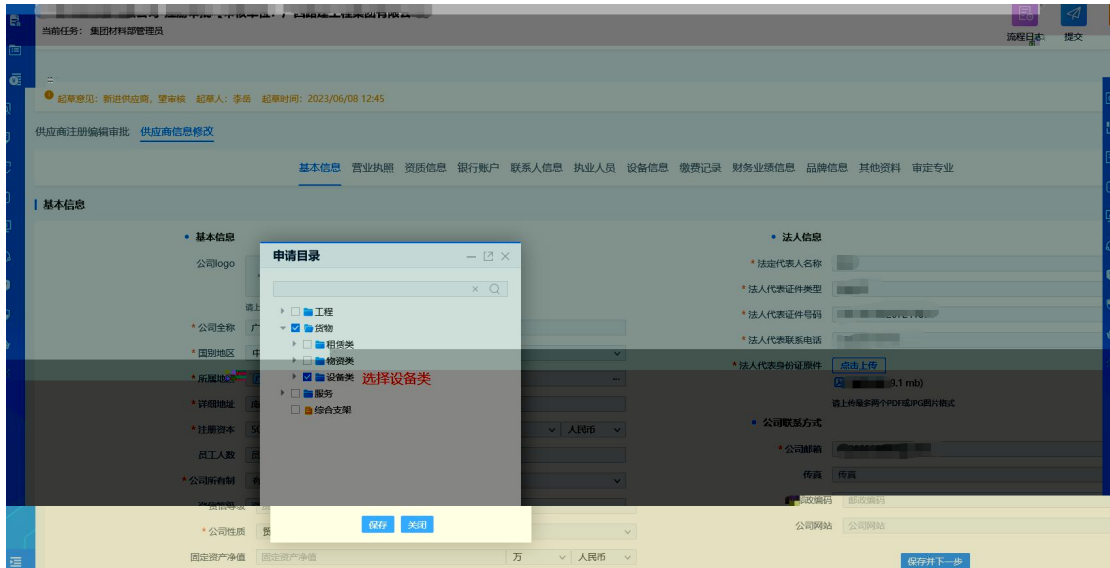 当前任务： 集团材料部管理员
流程日志 提交
起草意见：新进供应商，望审核 起草人：李岳 起草时间：2023/06/08 12:45
供应商注册编辑审批 供应商信息修改
基本信息 营业执照 资质信息 银行账户 联系人信息 执业人员 设备信息 缴费记录 财务业绩信息 品牌信息 其他资料 审定专业
基本信息
基本信息
法人信息
公司logo
* 法定代表人名称
* 法人代表证件类型
* 法人代表证件号码
* 公司全称 广
* 法人代表联系电话
* 国别地区 中
* 法人代表身份证原件 点击上传
9.1 mb)
* 所属地
请上传最多两个PDF或JPG图片格式
* 详细地址 南
公司联系方式
* 注册资本 50 人民币
* 公司邮箱
员工人数 员
传真 传真
* 公司所有制 有
邮政编码 邮政编码
* 公司性质
公司网站 公司网站
固定资产净值 固定资产净值 万 人民币
保存并下一步
申请目录
工程
货物
租赁类
物资类
设备类 选择设备类
服务
综合支架
保存 关闭